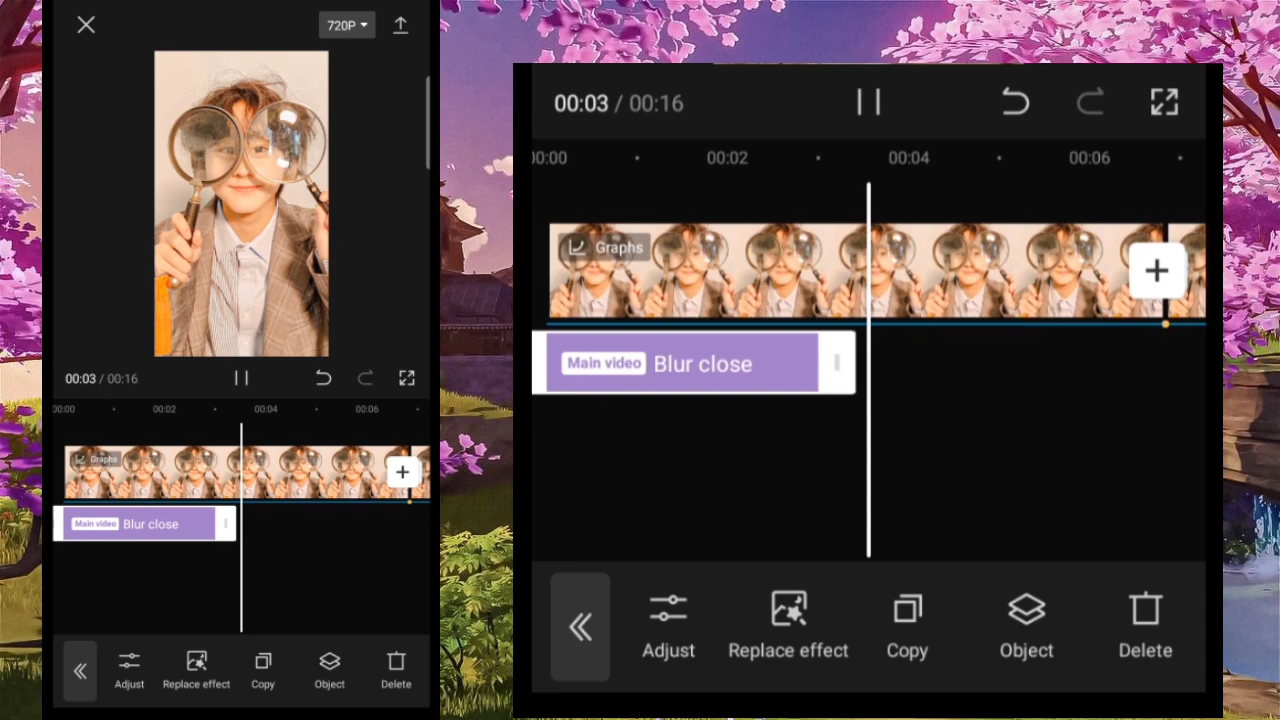 720P
00:03 / 00:16
00:00 00:02 00:04 00:06
Graphs
Main video Blur close
Adjust Replace effect Copy Object Delete
00:03 / 00:16
00:00 00:02 00:04 00:06
Graphs
Main video Blur close
Adjust Replace effect Copy Object Delete